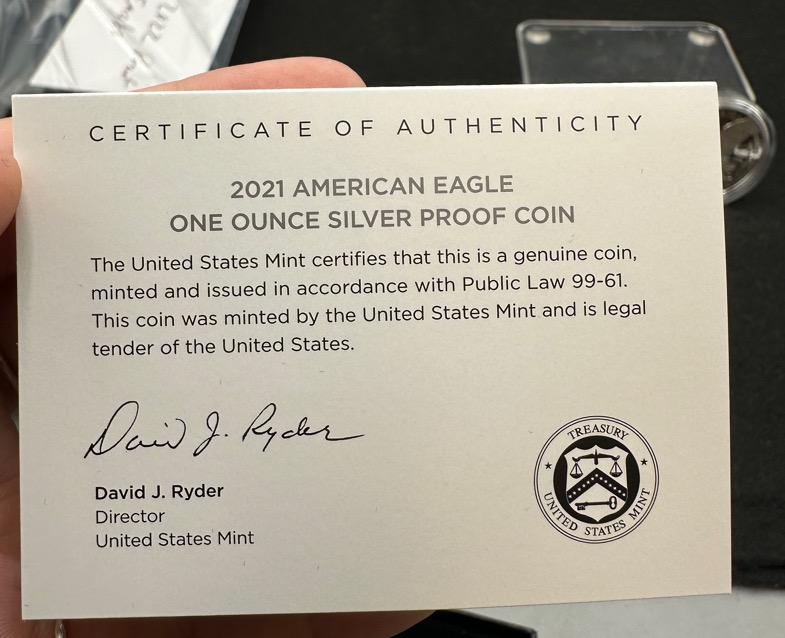 CERTIFICATE OF AUTHENTICITY
2021 AMERICAN EAGLE
ONE OUNCE SILVER PROOF COIN
The United States Mint certifies that this is a genuine coin,
minted and issued in accordance with Public Law 99-61.
This coin was minted by the United States Mint and is legal
tender of the United States.
David J. Ryder
David J. Ryder
Director
United States Mint
TREASURY
UNITED STATES MINT